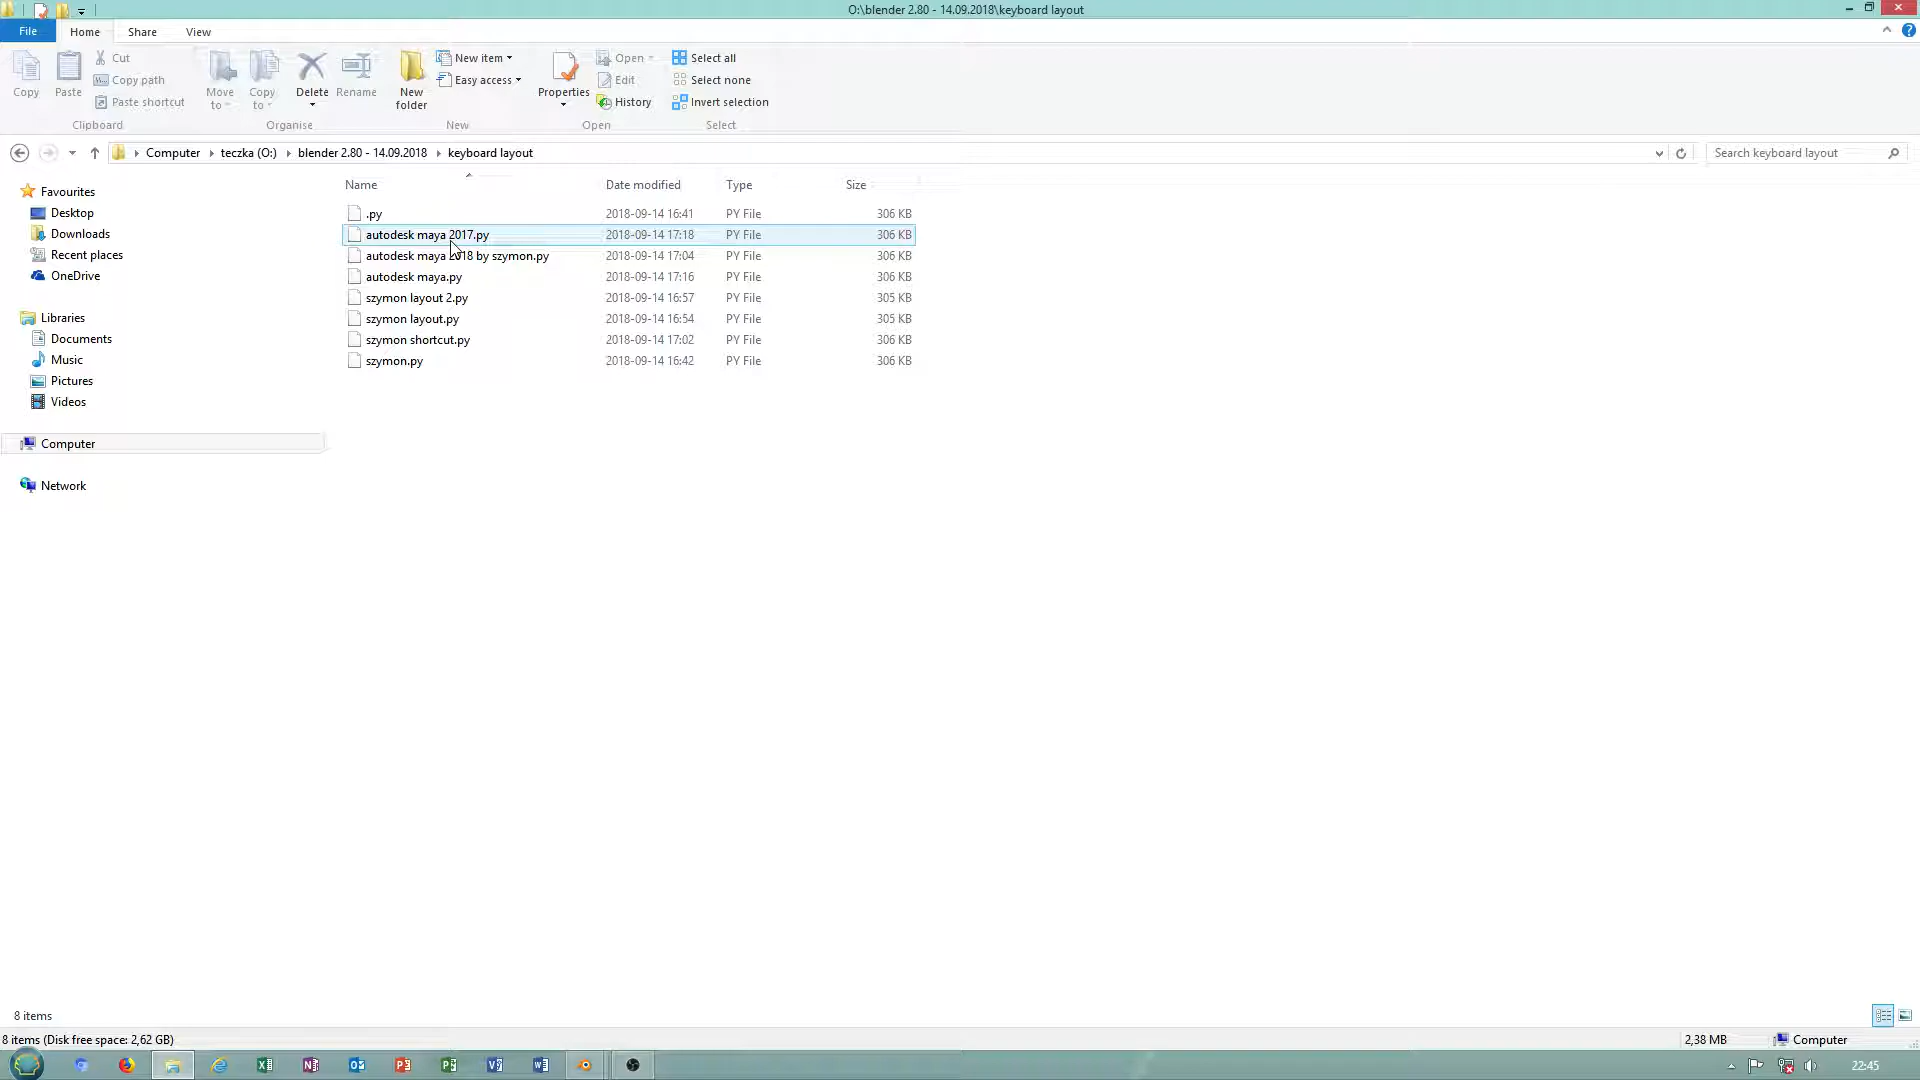 O:\blender 2.80 - 14.09.2018\keyboard layout
File Home Share View
Copy
Paste
Cut
Copy path
Paste shortcut
Clipboard
Move to
Copy to
Delete
Rename
Organise
New folder
New item
Easy access
New
Properties
Open
Edit
History
Open
Select all
Select none
Invert selection
Select
Computer teczka (O:) blender 2.80 - 14.09.2018 keyboard layout
Search keyboard layout
Favourites
Desktop
Downloads
Recent places
OneDrive
Libraries
Documents
Music
Pictures
Videos
Computer
Network
Name Date modified Type Size
.py 2018-09-14 16:41 PY File 306 KB
autodesk maya 2017.py 2018-09-14 17:18 PY File 306 KB
autodesk maya 2018 by szymon.py 2018-09-14 17:04 PY File 306 KB
autodesk maya.py 2018-09-14 17:16 PY File 306 KB
szymon layout 2.py 2018-09-14 16:57 PY File 305 KB
szymon layout.py 2018-09-14 16:54 PY File 305 KB
szymon shortcut.py 2018-09-14 17:02 PY File 306 KB
szymon.py 2018-09-14 16:42 PY File 306 KB
8 items
8 items (Disk free space: 2,62 GB) 2,38 MB Computer
22:45